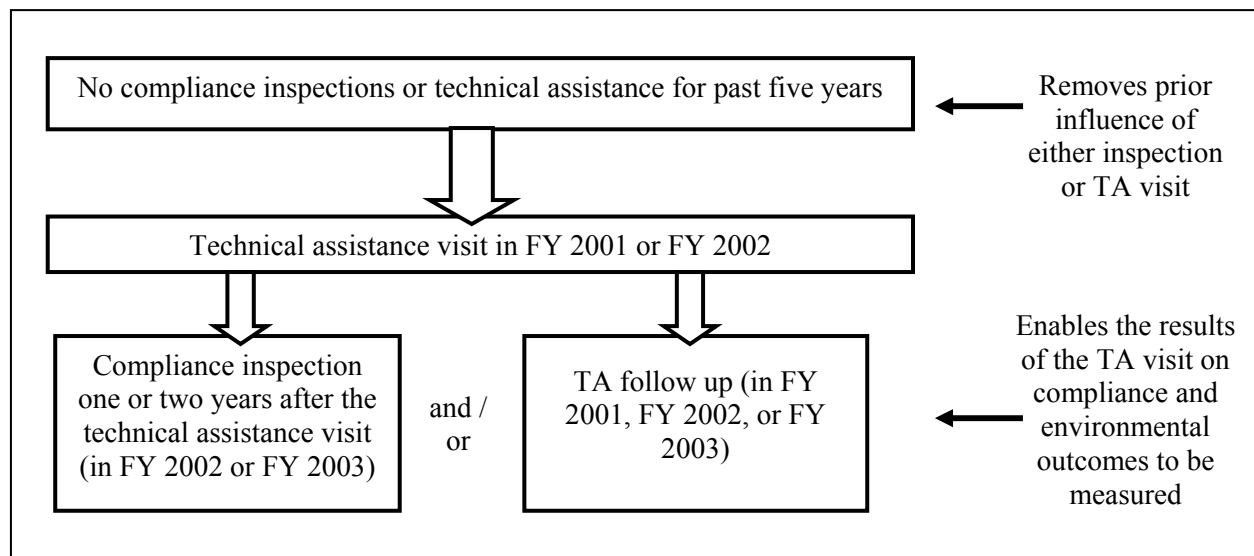 No compliance inspections or technical assistance for past five years
Removes prior
influence of
either inspection
or TA visit
Technical assistance visit in FY 2001 or FY 2002
Compliance inspection
one or two years after the
technical assistance visit
(in FY 2002 or FY 2003)
and /
or
TA follow up (in FY
2001, FY 2002, or FY
2003)
Enables the results
of the TA visit on
compliance and
environmental
outcomes to be
measured